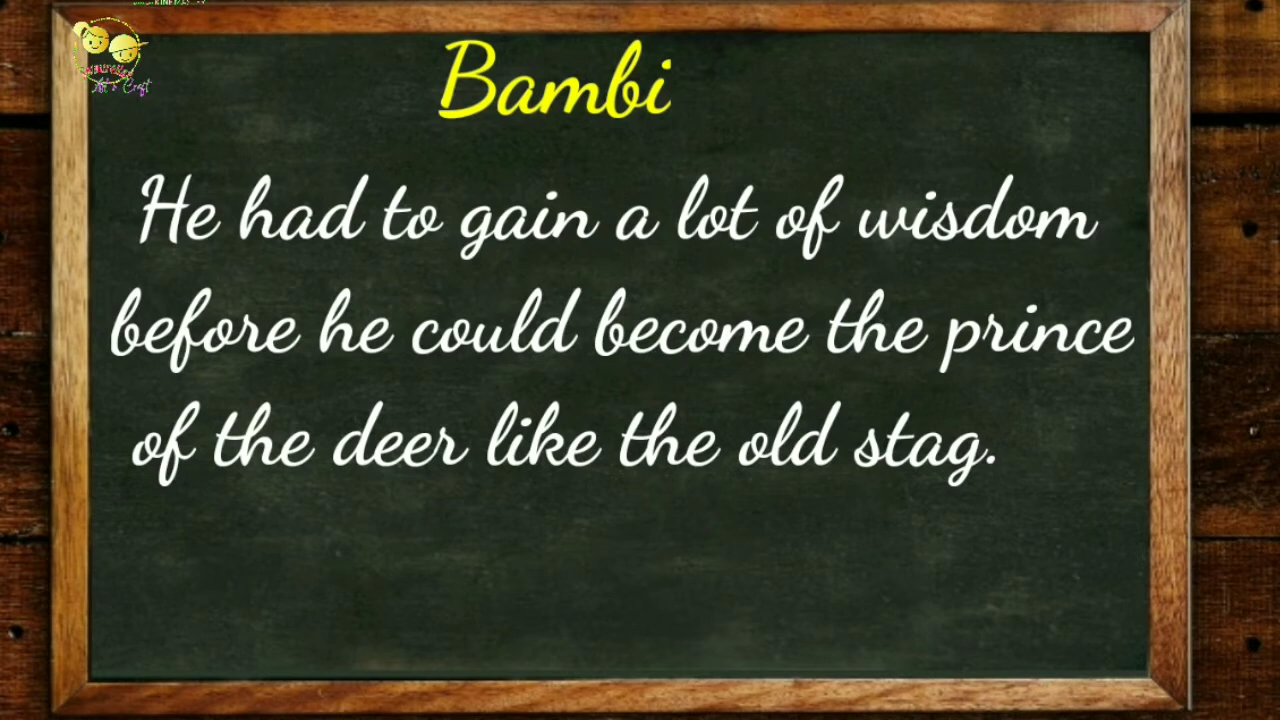 Bambi
He had to gain a lot of wisdom
before he could become the prince
of the deer like the old stag.